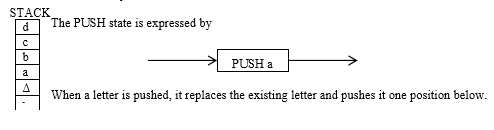 STACK
The PUSH state is expressed by
d
c
b
a
Δ
-
PUSH a
When a letter is pushed, it replaces the existing letter and pushes it one position below.